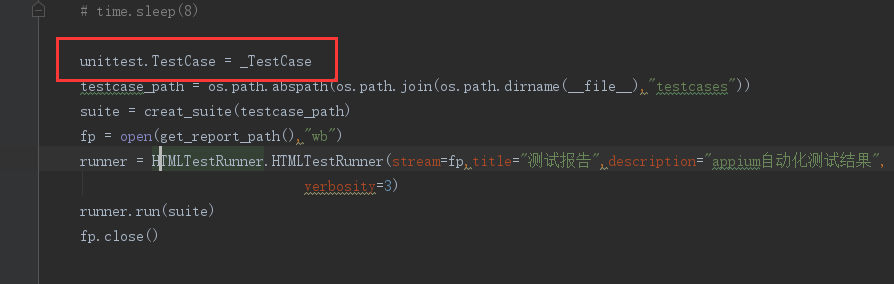 # time.sleep(8)
unittest.TestCase = _TestCase
testcase_path = os.path.abspath(os.path.join(os.path.dirname(__file__),"testcases"))
suite = creat_suite(testcase_path)
fp = open(get_report_path(),"wb")
runner = HTMLTestRunner.HTMLTestRunner(stream=fp,title="测试报告",description="appium自动化测试结果",
verbosity=3)
runner.run(suite)
fp.close()